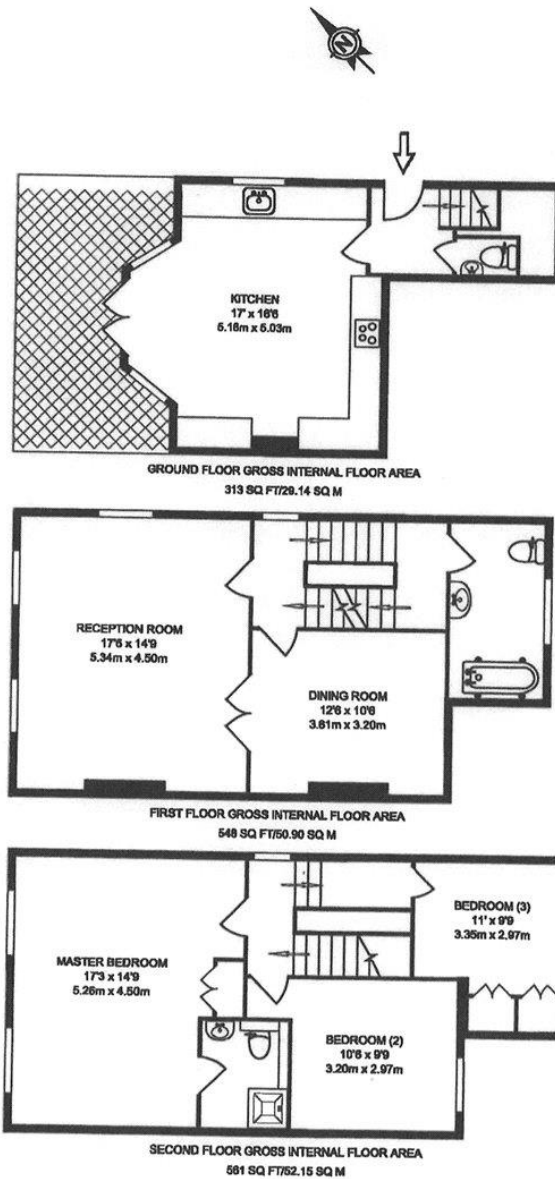 N
KITCHEN
17' x 16'6
5.16m x 5.03m
GROUND FLOOR GROSS INTERNAL FLOOR AREA
313 SQ FT/29.14 SQ M
RECEPTION ROOM
17'6 x 14'9
5.34m x 4.50m
DINING ROOM
12'6 x 10'6
3.61m x 3.20m
FIRST FLOOR GROSS INTERNAL FLOOR AREA
548 SQ FT/50.90 SQ M
BEDROOM (3)
11' x 9'9
3.35m x 2.97m
MASTER BEDROOM
17'3 x 14'9
5.26m x 4.50m
BEDROOM (2)
10'6 x 9'9
3.20m x 2.97m
SECOND FLOOR GROSS INTERNAL FLOOR AREA
561 SQ FT/52.15 SQ M